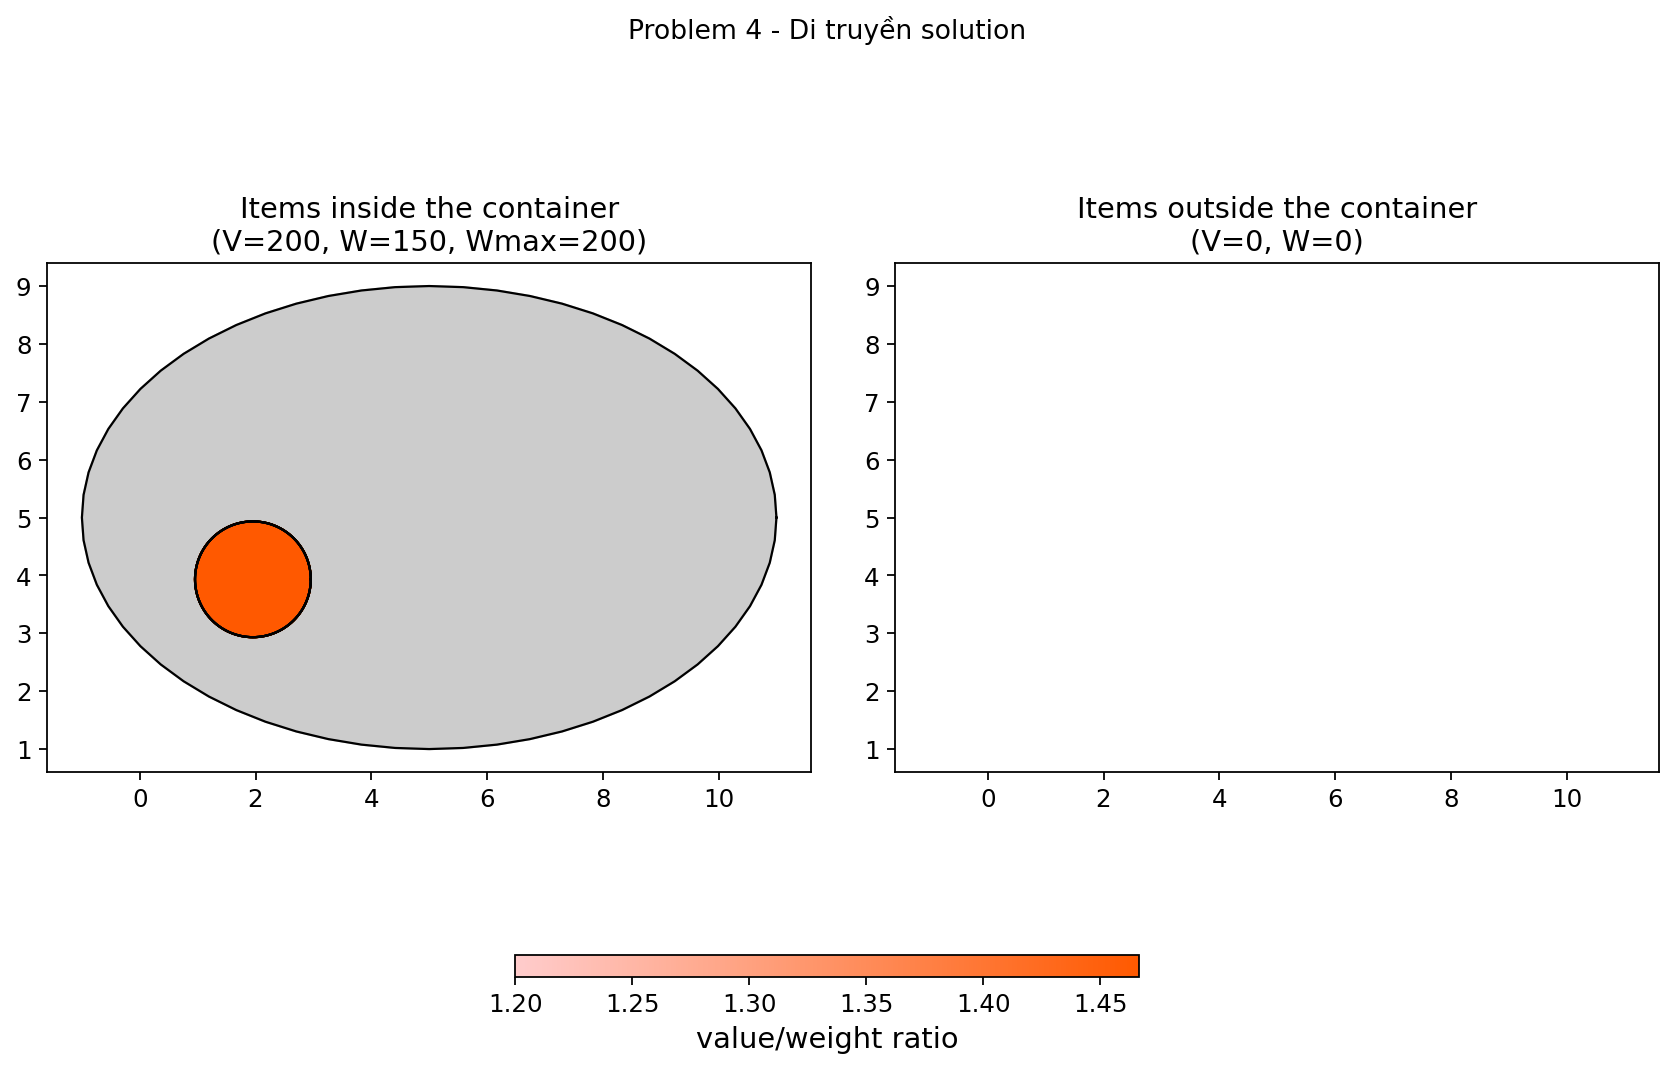 Problem 4 - Di truyền solution
Items inside the container
(V=200, W=150, Wmax=200)
9
8
7
6
5
4
3
2
1
0 2 4 6 8 10
Items outside the container
(V=0, W=0)
9
8
7
6
5
4
3
2
1
0 2 4 6 8 10
1.20 1.25 1.30 1.35 1.40 1.45
value/weight ratio